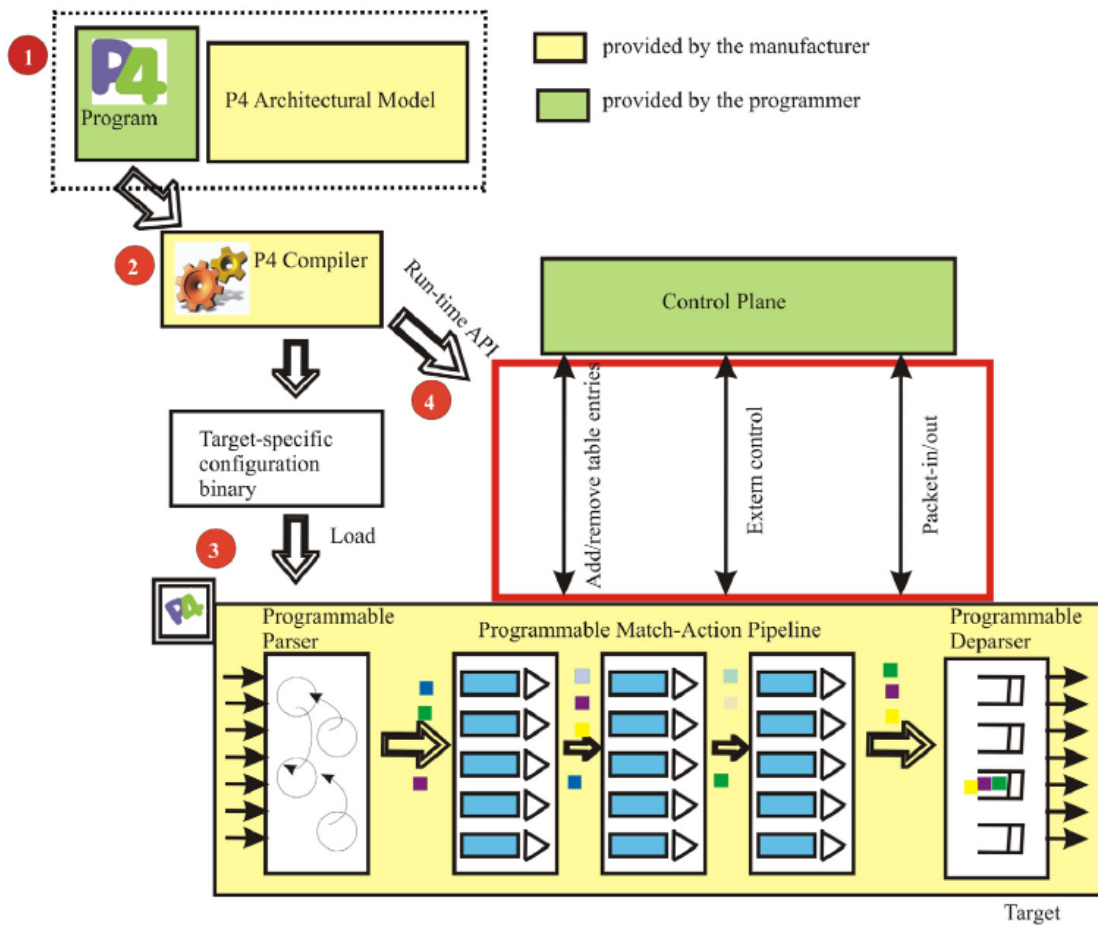 1
P4
Program
P4 Architectural Model
provided by the manufacturer
provided by the programmer
2
P4 Compiler
Run-time API
4
Control Plane
Add/remove table entries
Extern control
Packet-in/out
Target-specific
configuration
binary
3
Load
P4
Programmable
Parser
Programmable Match-Action Pipeline
Programmable
Deparser
Target